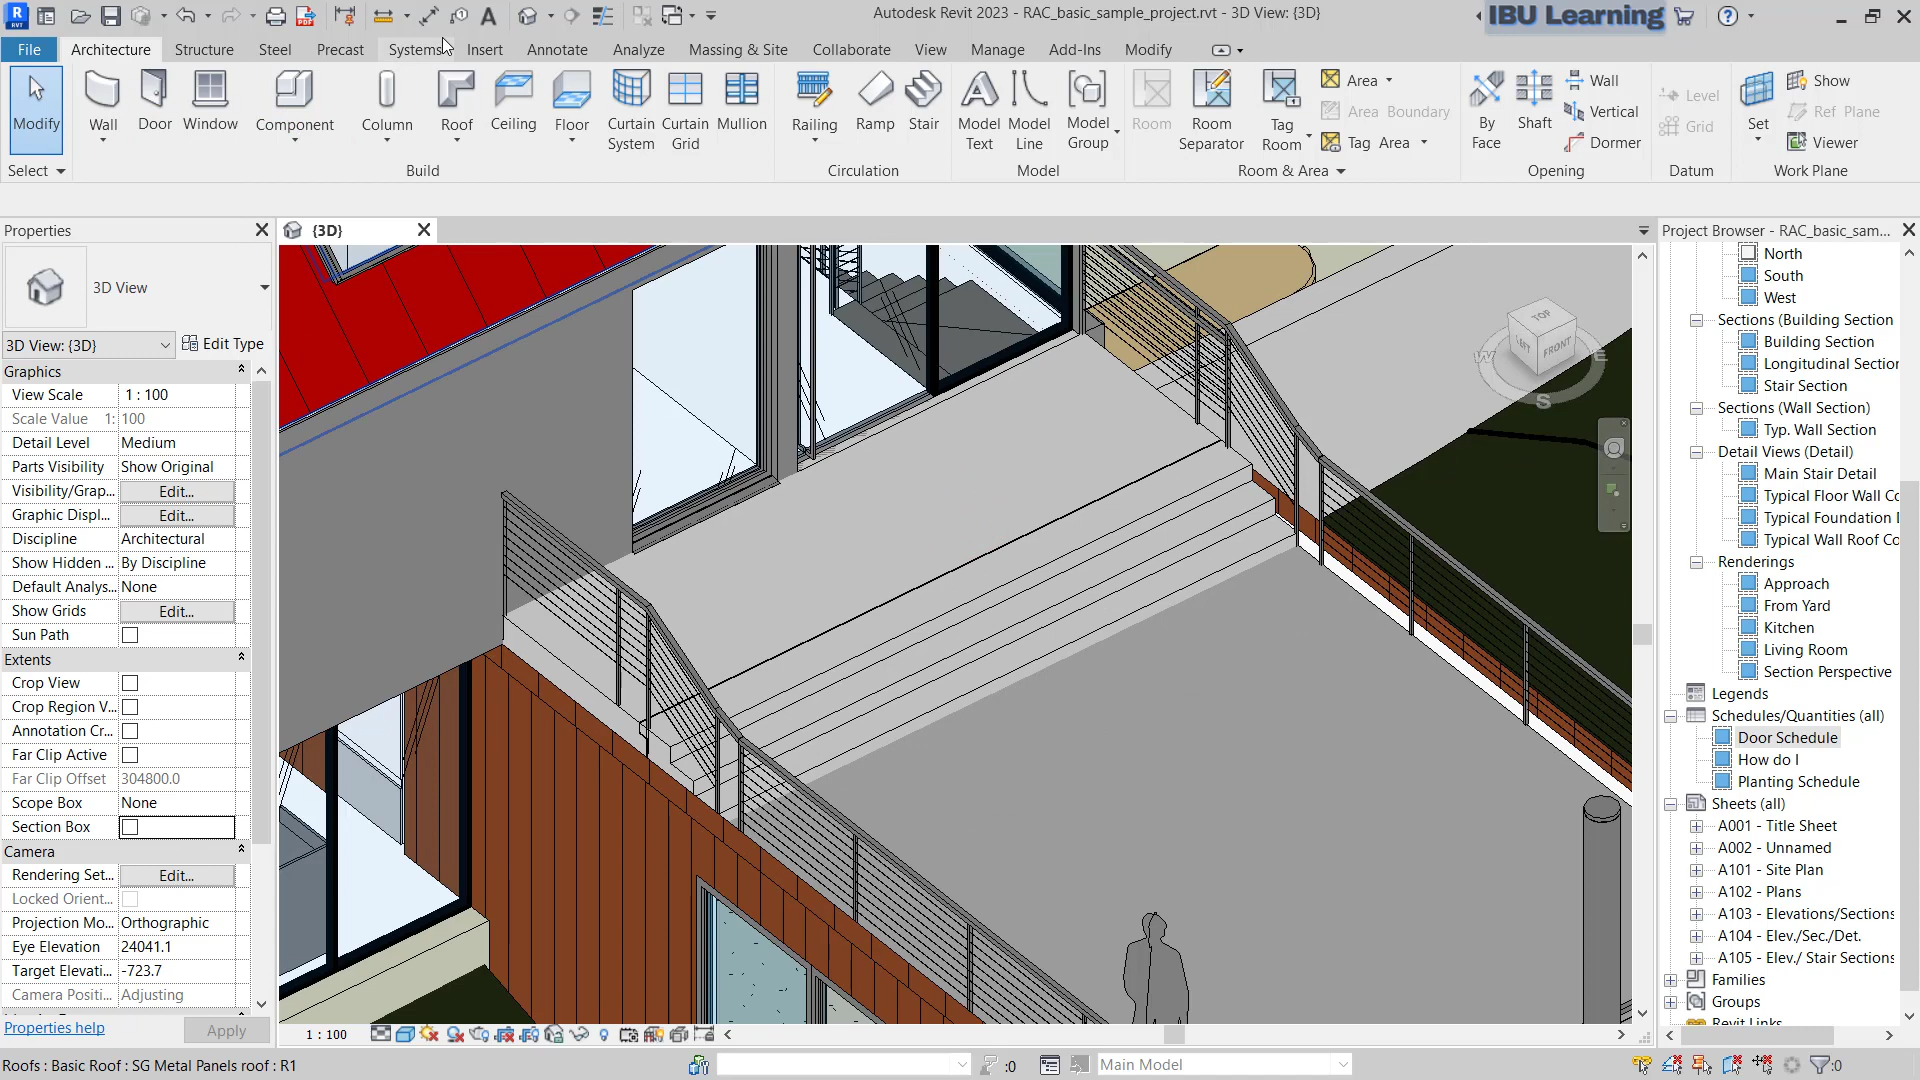 Autodesk Revit 2023 - RAC_basic_sample_project.rvt - 3D View: {3D}
IBU Learning
File Architecture Structure Steel Precast Systems Insert Annotate Analyze Massing & Site Collaborate View Manage Add-Ins Modify
Modify Wall Door Window Component Column Roof Ceiling Floor Curtain System Curtain Grid Mullion Railing Ramp Stair Model Text Model Line Model Group Room Room Separator Tag Room
Area
Area Boundary
Tag Area
By Face Shaft
Wall
Vertical
Dormer
Level
Grid
Set
Show
Ref Plane
Viewer
Select Build Circulation Model Room & Area Opening Datum Work Plane
Properties
3D View
3D View: {3D} Edit Type
Graphics
View Scale 1 : 100
Scale Value 1: 100
Detail Level Medium
Parts Visibility Show Original
Visibility/Grap... Edit...
Graphic Displ... Edit...
Discipline Architectural
Show Hidden ... By Discipline
Default Analys... None
Show Grids Edit...
Sun Path
Extents
Crop View
Crop Region V...
Annotation Cr...
Far Clip Active
Far Clip Offset 304800.0
Scope Box None
Section Box
Camera
Rendering Set... Edit...
Locked Orient...
Projection Mo... Orthographic
Eye Elevation 24041.1
Target Elevati... -723.7
Camera Positi... Adjusting
Properties help Apply
{3D}
TOP
LEFT FRONT
W E
S
1 : 100
Project Browser - RAC_basic_sam...
North
South
West
Sections (Building Section
Building Section
Longitudinal Section
Stair Section
Sections (Wall Section)
Typ. Wall Section
Detail Views (Detail)
Main Stair Detail
Typical Floor Wall Co
Typical Foundation
Typical Wall Roof Co
Renderings
Approach
From Yard
Kitchen
Living Room
Section Perspective
Legends
Schedules/Quantities (all)
Door Schedule
How do I
Planting Schedule
Sheets (all)
A001 - Title Sheet
A002 - Unnamed
A101 - Site Plan
A102 - Plans
A103 - Elevations/Sections
A104 - Elev./Sec./Det.
A105 - Elev./ Stair Sections
Families
Groups
Revit Links
Roofs : Basic Roof : SG Metal Panels roof : R1
:0
Main Model
:0